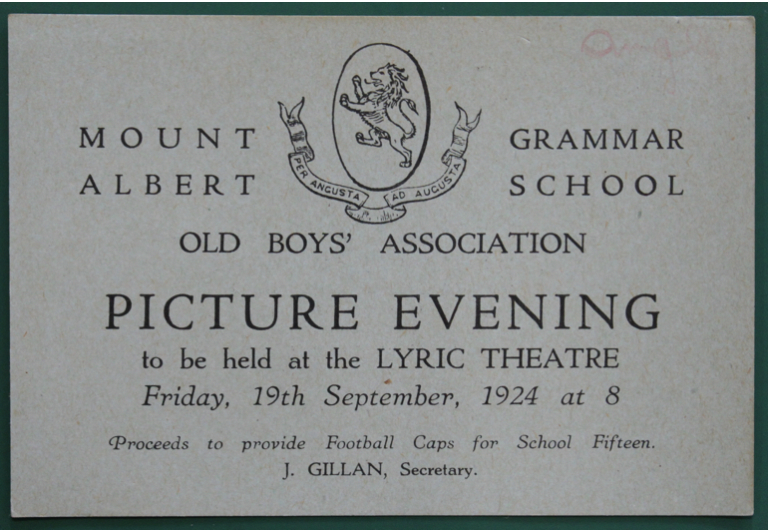 MOUNT GRAMMAR
ALBERT SCHOOL
PER ANGUSTA AD AUGUSTA
OLD BOYS' ASSOCIATION
PICTURE EVENING
to be held at the LYRIC THEATRE
Friday, 19th September, 1924 at 8
Proceeds to provide Football Caps for School Fifteen.
J. GILLAN, Secretary.